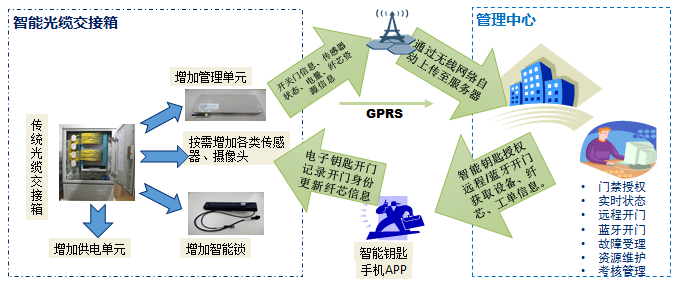 智能光缆交接箱
管理中心
增加管理单元
传统光缆交接箱
按需增加各类传感
器、摄像头
增加供电单元
增加智能锁
开关门信息、传感器
状态、电量、纤芯资
源信息
GPRS
通过无线网络自
动上传至服务器
电子钥匙开门
记录开门身份
更新纤芯信息
智能钥匙授权
远程/蓝牙开门
获取设备、纤
芯、工单信息。
智能钥匙
手机APP
• 门禁授权
• 实时状态
• 远程开门
• 蓝牙开门
• 故障受理
• 资源维护
• 考核管理